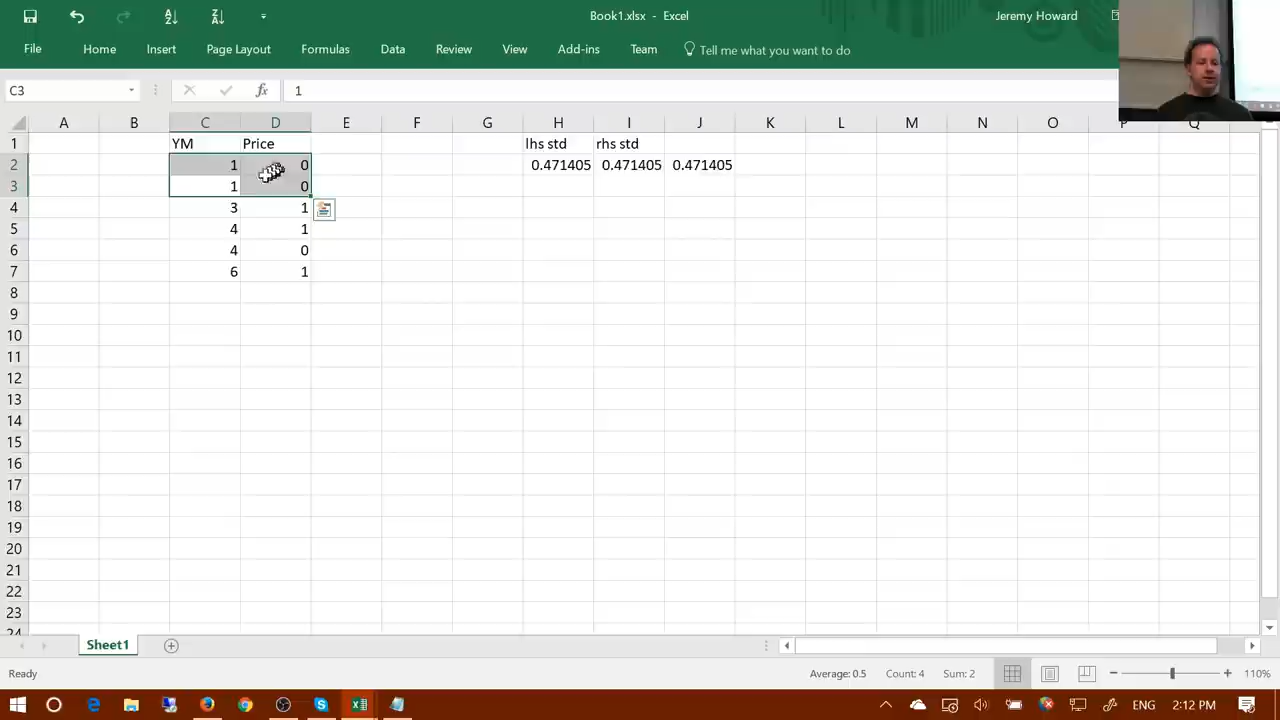 Book1.xlsx - Excel
Jeremy Howard
File Home Insert Page Layout Formulas Data Review View Add-ins Team Tell me what you want to do
C3 fx 1
A B C D E F G H I J K L M N O P Q
1 YM Price lhs std rhs std
2 1 0 0.471405 0.471405 0.471405
3 1 0
4 3 1
5 4 1
6 4 0
7 6 1
8
9
10
11
12
13
14
15
16
17
18
19
20
21
22
23
24
Sheet1
Ready Average: 0.5 Count: 4 Sum: 2 110%
ENG 2:12 PM